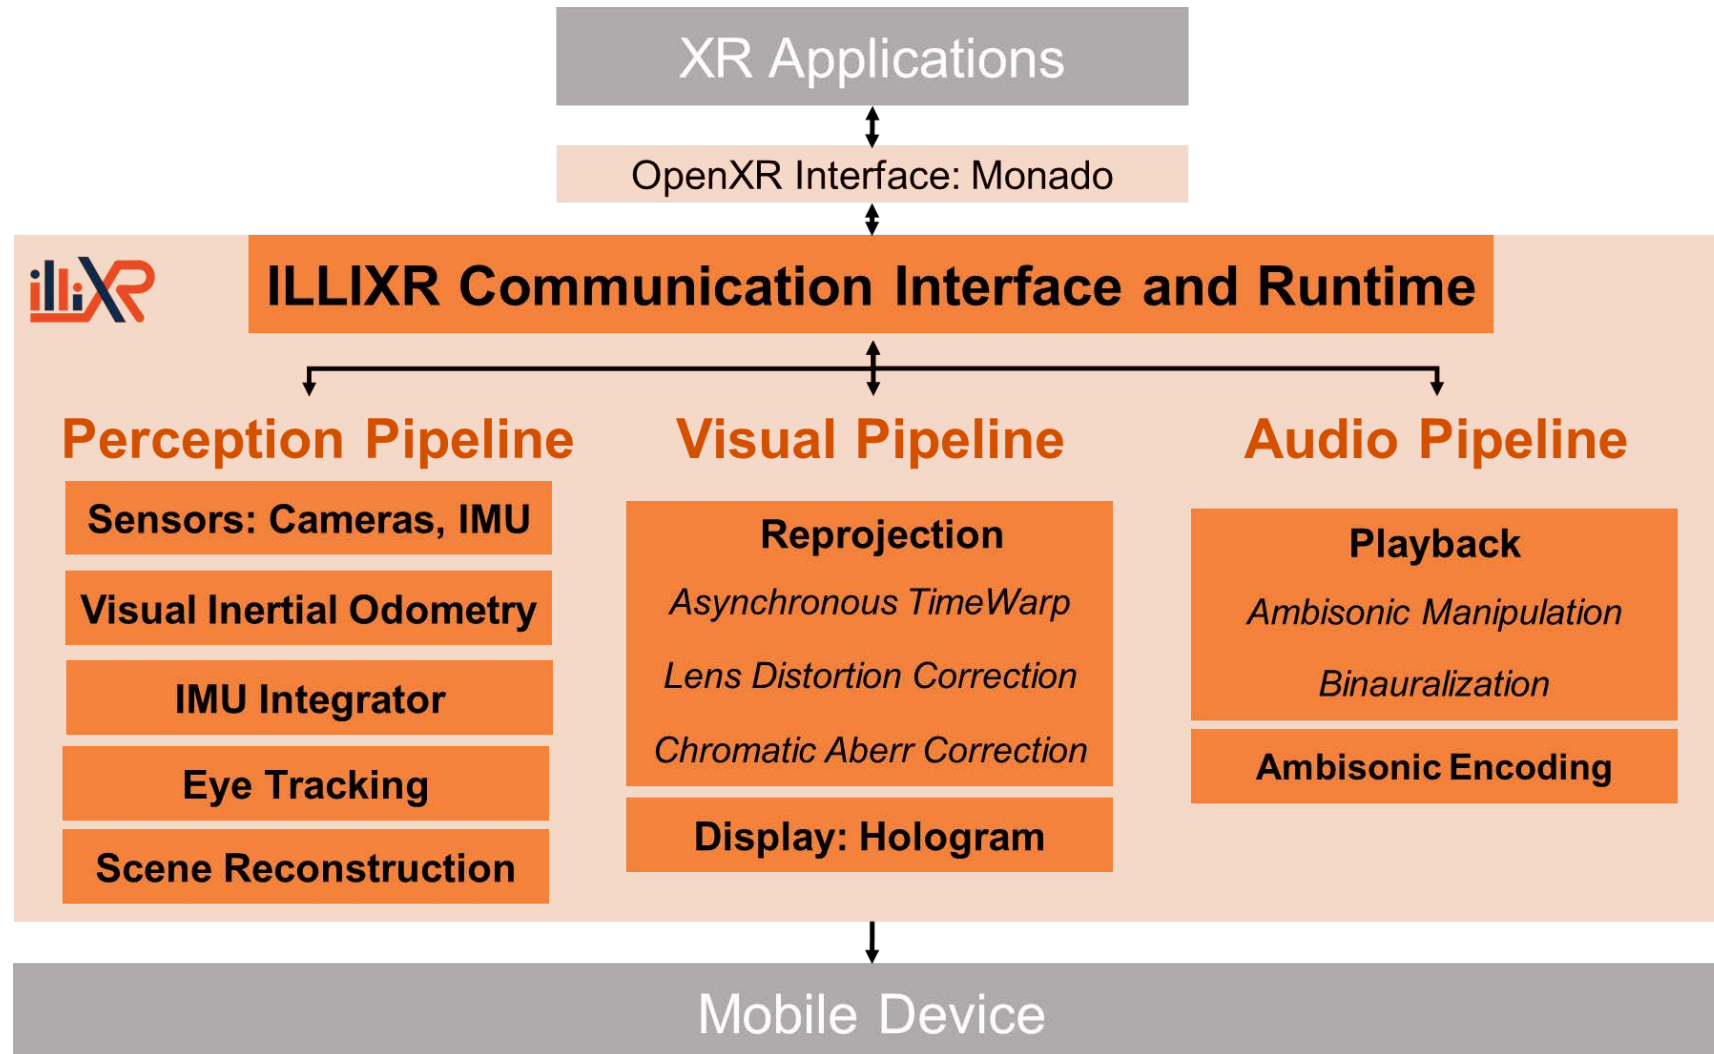 XR Applications
OpenXR Interface: Monado
illiXR
ILLIXR Communication Interface and Runtime
Perception Pipeline
Sensors: Cameras, IMU
Visual Inertial Odometry
IMU Integrator
Eye Tracking
Scene Reconstruction
Visual Pipeline
Reprojection
Asynchronous TimeWarp
Lens Distortion Correction
Chromatic Aberr Correction
Display: Hologram
Audio Pipeline
Playback
Ambisonic Manipulation
Binauralization
Ambisonic Encoding
Mobile Device